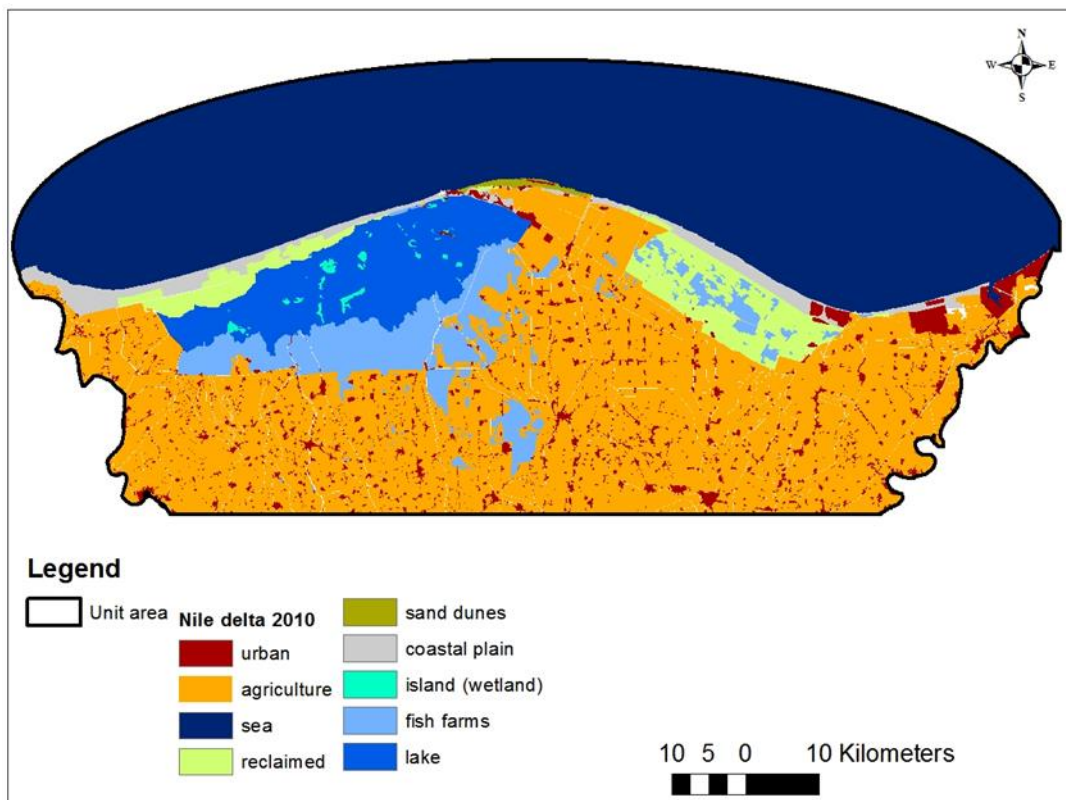 N
W E
S
Legend
Unit area
Nile delta 2010
urban
agriculture
sea
reclaimed
sand dunes
coastal plain
island (wetland)
fish farms
lake
10 5 0 10 Kilometers